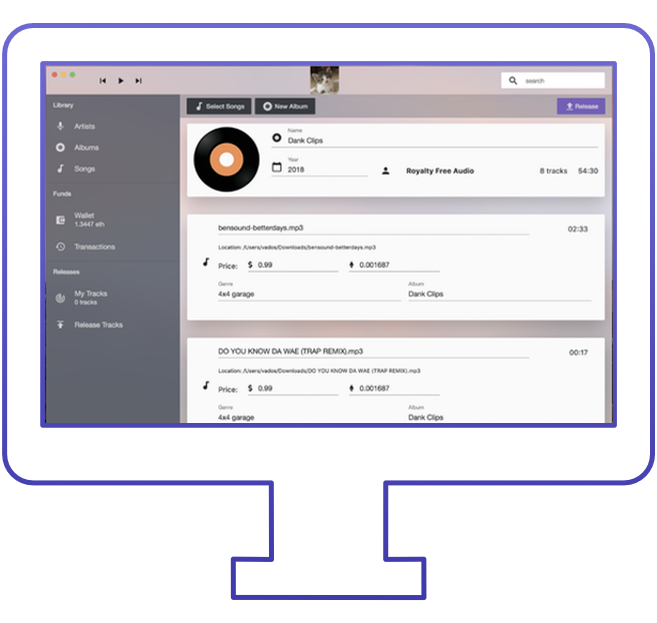 search
Library
Artists
Albums
Songs
Funds
Wallet
1.3447 eth
Transactions
Releases
My Tracks
0 tracks
Release Tracks
Select Songs
New Album
Release
Name
Dank Clips
Year
2018
Royalty Free Audio
8 tracks
54:30
bensound-betterdays.mp3
02:33
Location: /Users/vados/Downloads/bensound-betterdays.mp3
Price: $ 0.99
0.001687
Genre
4x4 garage
Album
Dank Clips
DO YOU KNOW DA WAE (TRAP REMIX).mp3
00:17
Location: /Users/vados/Downloads/DO YOU KNOW DA WAE (TRAP REMIX).mp3
Price: $ 0.99
0.001687
Genre
4x4 garage
Album
Dank Clips